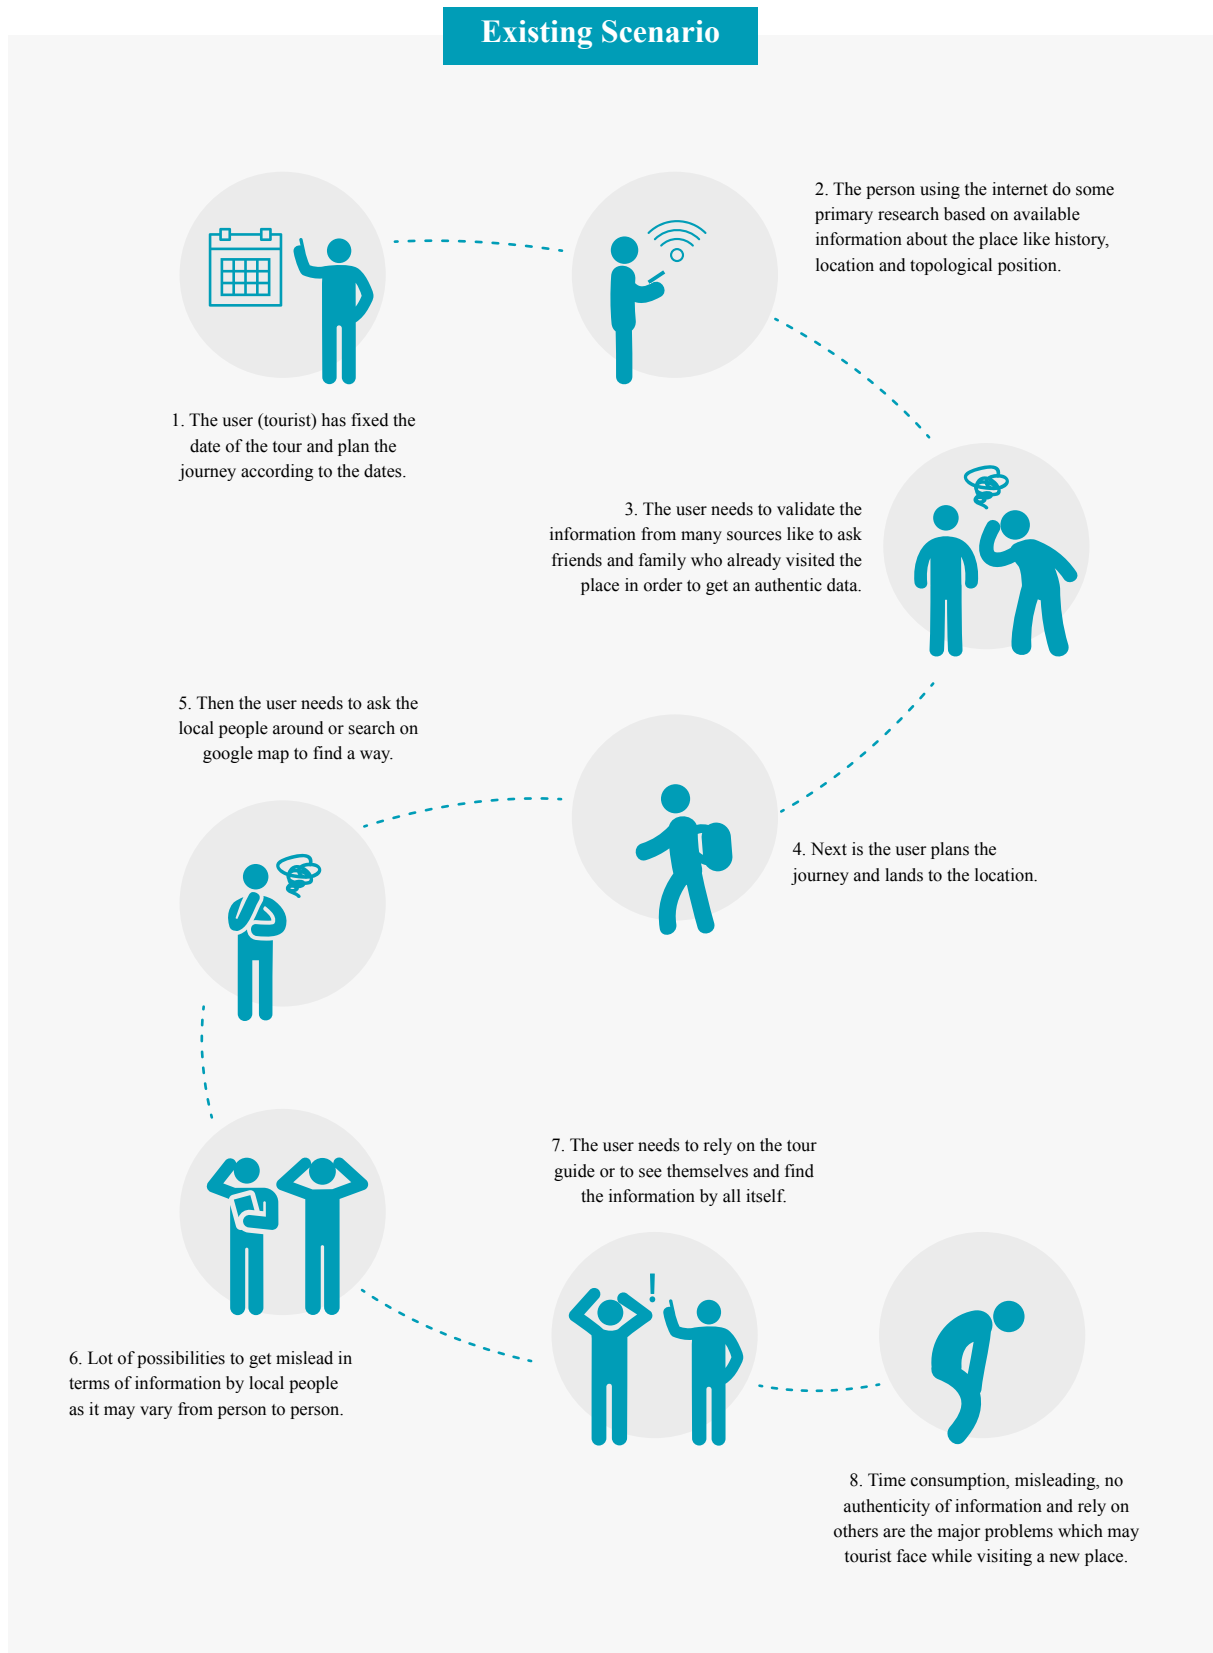 Existing Scenario
1. The user (tourist) has fixed the
date of the tour and plan the
journey according to the dates.
2. The person using the internet do some
primary research based on available
information about the place like history,
location and topological position.
3. The user needs to validate the
information from many sources like to ask
friends and family who already visited the
place in order to get an authentic data.
4. Next is the user plans the
journey and lands to the location.
5. Then the user needs to ask the
local people around or search on
google map to find a way.
6. Lot of possibilities to get mislead in
terms of information by local people
as it may vary from person to person.
7. The user needs to rely on the tour
guide or to see themselves and find
the information by all itself.
8. Time consumption, misleading, no
authenticity of information and rely on
others are the major problems which may
tourist face while visiting a new place.